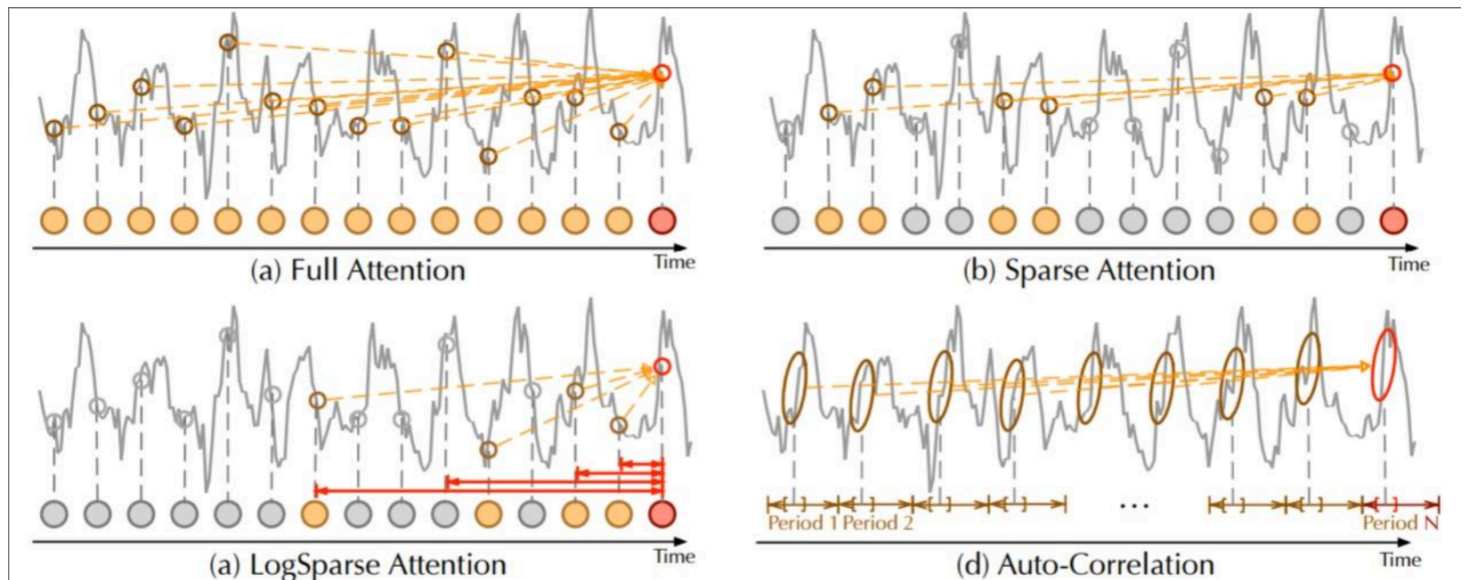 Time
(a) Full Attention
Time
(b) Sparse Attention
Time
(a) LogSparse Attention
Period 1 Period 2 ... Period N
Time
(d) Auto-Correlation